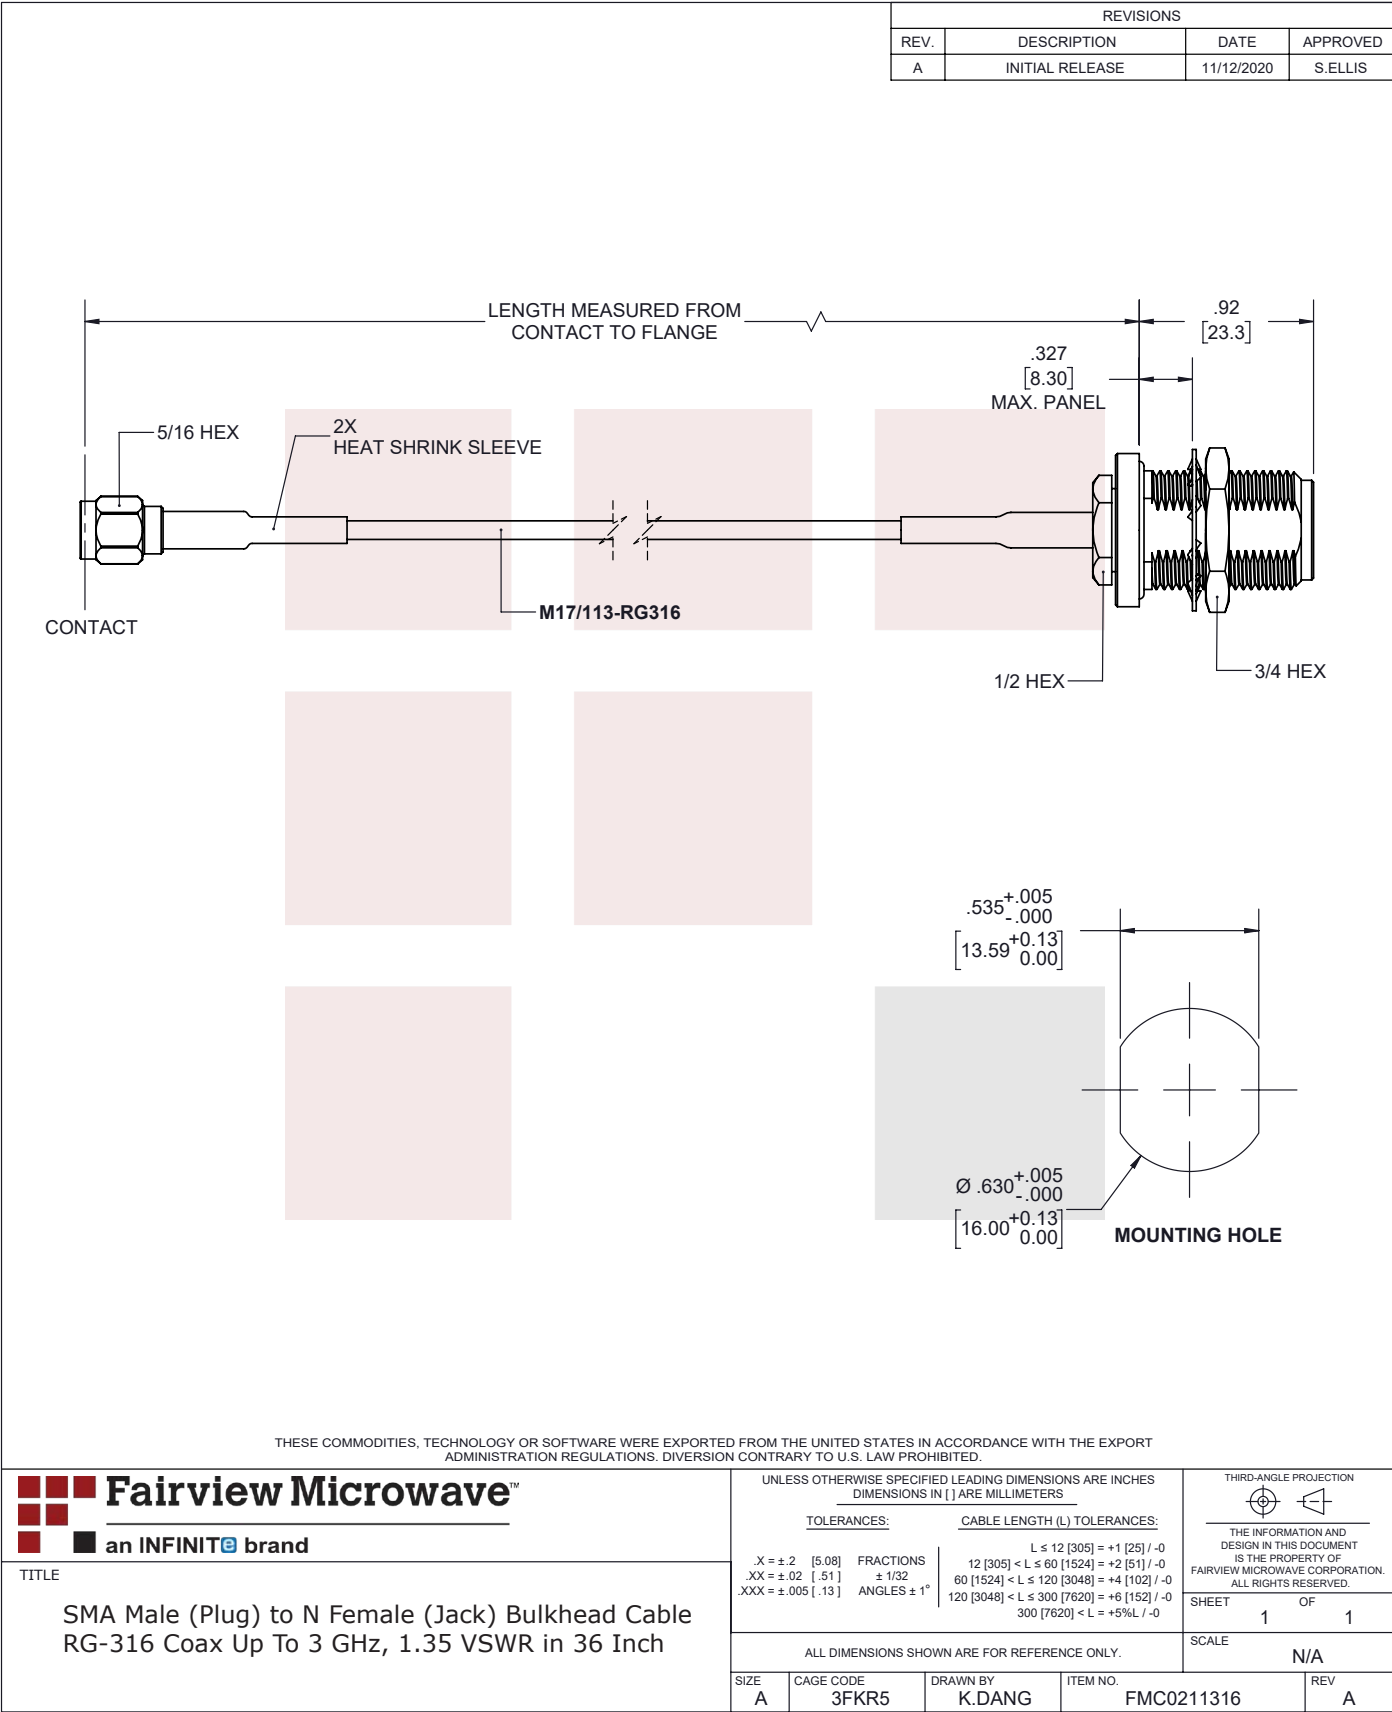 REVISIONS
REV. DESCRIPTION DATE APPROVED
A INITIAL RELEASE 11/12/2020 S.ELLIS
LENGTH MEASURED FROM
CONTACT TO FLANGE
.92
[23.3]
.327
[8.30]
MAX. PANEL
5/16 HEX
2X
HEAT SHRINK SLEEVE
M17/113-RG316
CONTACT
1/2 HEX
3/4 HEX
.535 +.005
-.000
[13.59 +0.13
0.00]
Ø .630 +.005
-.000
[16.00 +0.13
0.00]
MOUNTING HOLE
THESE COMMODITIES, TECHNOLOGY OR SOFTWARE WERE EXPORTED FROM THE UNITED STATES IN ACCORDANCE WITH THE EXPORT
ADMINISTRATION REGULATIONS. DIVERSION CONTRARY TO U.S. LAW PROHIBITED.
Fairview Microwave™
an INFINITe brand
TITLE
SMA Male (Plug) to N Female (Jack) Bulkhead Cable
RG-316 Coax Up To 3 GHz, 1.35 VSWR in 36 Inch
UNLESS OTHERWISE SPECIFIED LEADING DIMENSIONS ARE INCHES
DIMENSIONS IN [ ] ARE MILLIMETERS
TOLERANCES:
.X = ±.2 [5.08] FRACTIONS
.XX = ±.02 [ .51 ] ± 1/32
.XXX = ±.005 [ .13 ] ANGLES ± 1°
CABLE LENGTH (L) TOLERANCES:
L ≤ 12 [305] = +1 [25] / -0
12 [305] < L ≤ 60 [1524] = +2 [51] / -0
60 [1524] < L ≤ 120 [3048] = +4 [102] / -0
120 [3048] < L ≤ 300 [7620] = +6 [152] / -0
300 [7620] < L = +5%L / -0
ALL DIMENSIONS SHOWN ARE FOR REFERENCE ONLY.
THIRD-ANGLE PROJECTION
THE INFORMATION AND
DESIGN IN THIS DOCUMENT
IS THE PROPERTY OF
FAIRVIEW MICROWAVE CORPORATION.
ALL RIGHTS RESERVED.
SHEET 1 OF 1
SCALE N/A
SIZE A
CAGE CODE 3FKR5
DRAWN BY K.DANG
ITEM NO. FMC0211316
REV A